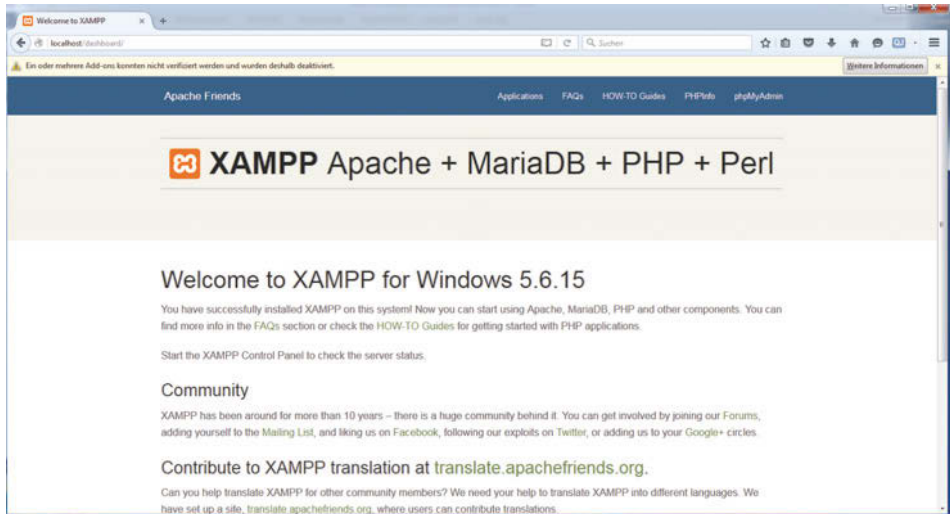 Welcome to XAMPP
localhost/dashboard/
Suchen
Ein oder mehrere Add-ons konnten nicht verifiziert werden und wurden deshalb deaktiviert.
Weitere Informationen
Apache Friends
Applications FAQs HOW-TO Guides PHPInfo phpMyAdmin
XAMPP Apache + MariaDB + PHP + Perl
Welcome to XAMPP for Windows 5.6.15
You have successfully installed XAMPP on this system! Now you can start using Apache, MariaDB, PHP and other components. You can
find more info in the FAQs section or check the HOW-TO Guides for getting started with PHP applications.
Start the XAMPP Control Panel to check the server status.
Community
XAMPP has been around for more than 10 years – there is a huge community behind it. You can get involved by joining our Forums,
adding yourself to the Mailing List, and liking us on Facebook, following our exploits on Twitter, or adding us to your Google+ circles.
Contribute to XAMPP translation at translate.apachefriends.org.
Can you help translate XAMPP for other community members? We need your help to translate XAMPP into different languages. We
have set up a site, translate.apachefriends.org, where users can contribute translations.